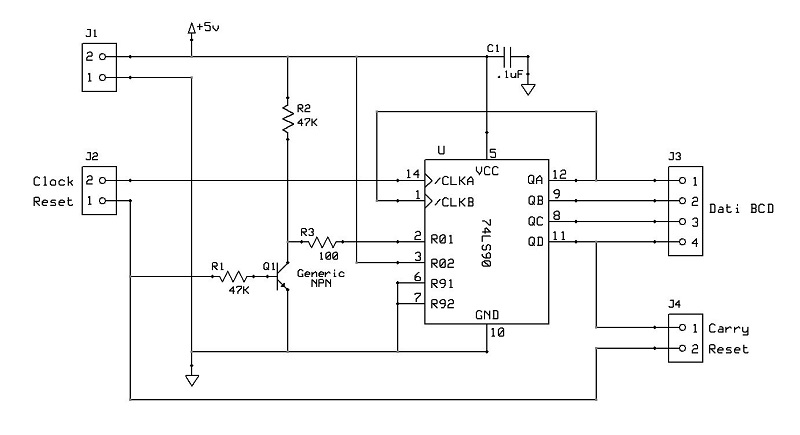 J1
+5v
2
1
C1
.1uF
R2
47K
U
5
VCC
J2
Clock 2
Reset 1
14 /CLKA
1 /CLKB
QA 12
QB 9
QC 8
QD 11
J3
1
2
3
4
Dati BCD
74LS90
R3
100
2 R01
3 R02
6 R91
7 R92
R1
47K
Q1
Generic
NPN
GND
10
J4
1 Carry
2 Reset